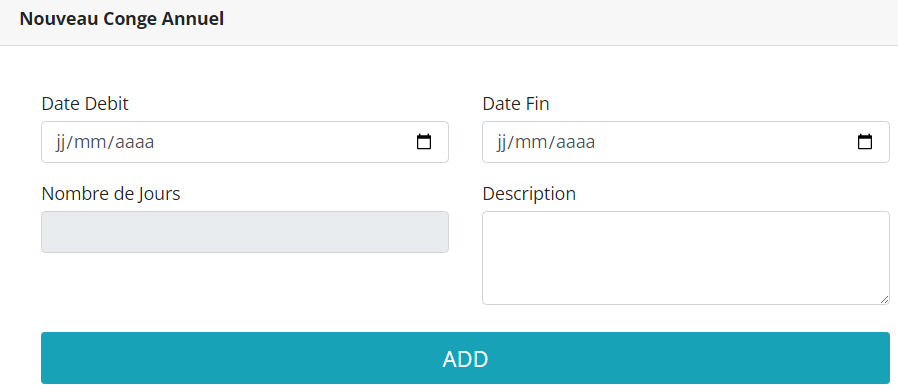 Nouveau Conge Annuel
Date Debit
Date Fin
jj/mm/aaaa
jj/mm/aaaa
Nombre de Jours
Description
ADD